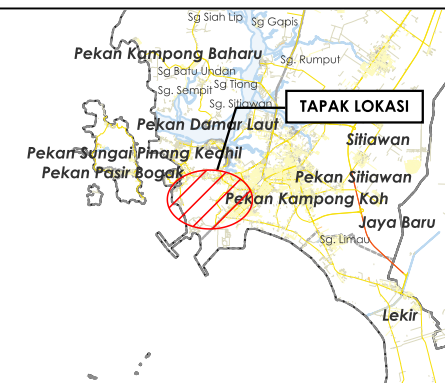 Sg Siah Lip
Sg Gapis
Pekan Kampong Baharu
Sg. Rumput
Sg Batu Undan
Sg Tiong
Sg. Sempit
Sg. Sitiawan
TAPAK LOKASI
Pekan Damar Laut
Sitiawan
Pekan Sungai Pinang Kechil
Pekan Pasir Bogak
Pekan Sitiawan
Pekan Kampong Koh
Jaya Baru
Sg. Limau
Lekir